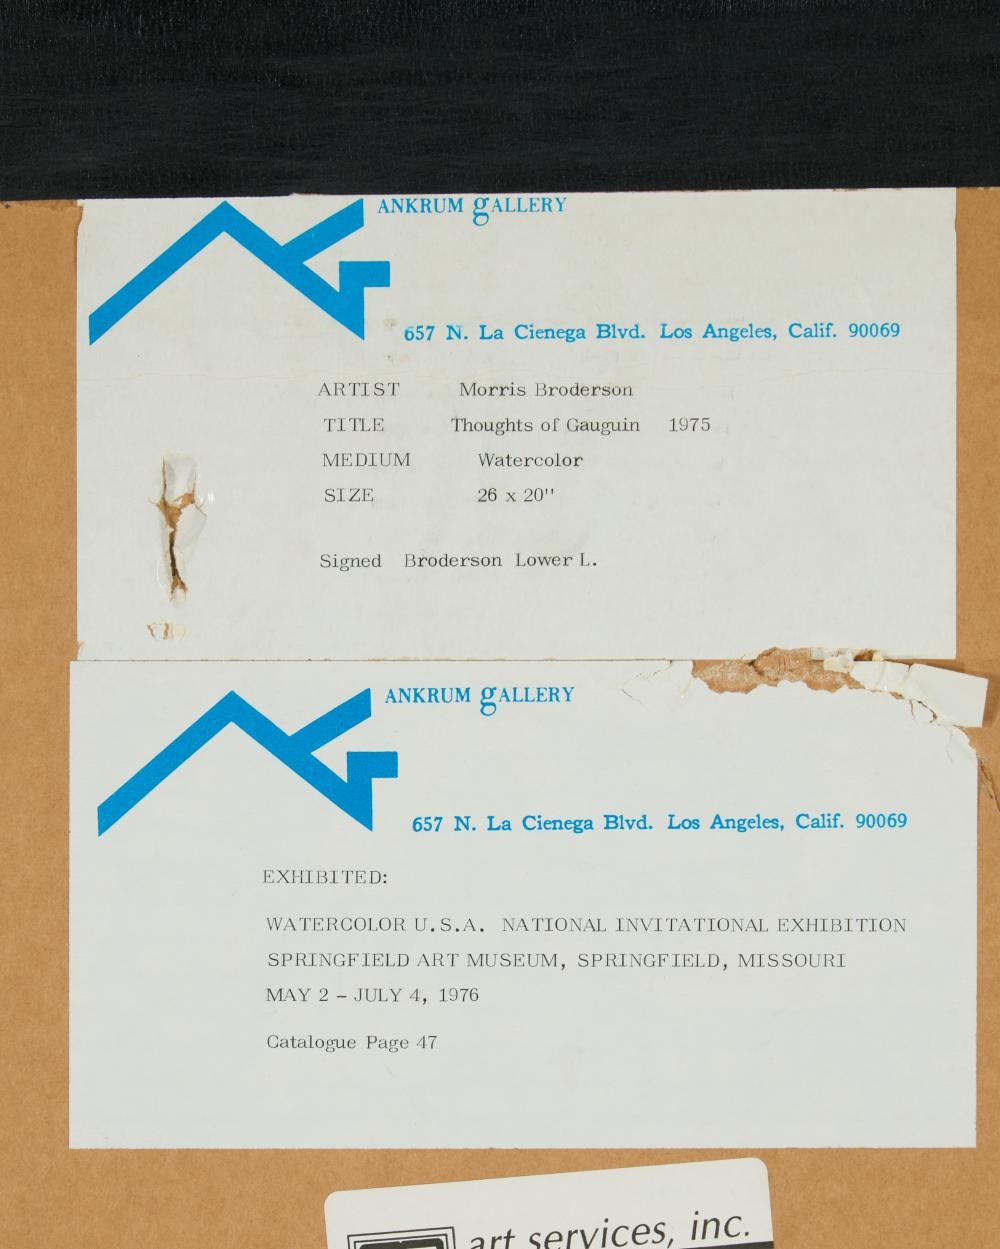 ANKRUM gALLERY
657 N. La Cienega Blvd. Los Angeles, Calif. 90069
ARTIST Morris Broderson
TITLE Thoughts of Gauguin 1975
MEDIUM Watercolor
SIZE 26 x 20"
Signed Broderson Lower L.
ANKRUM gALLERY
657 N. La Cienega Blvd. Los Angeles, Calif. 90069
EXHIBITED:
WATERCOLOR U.S.A. NATIONAL INVITATIONAL EXHIBITION
SPRINGFIELD ART MUSEUM, SPRINGFIELD, MISSOURI
MAY 2 - JULY 4, 1976
Catalogue Page 47
art services, inc.